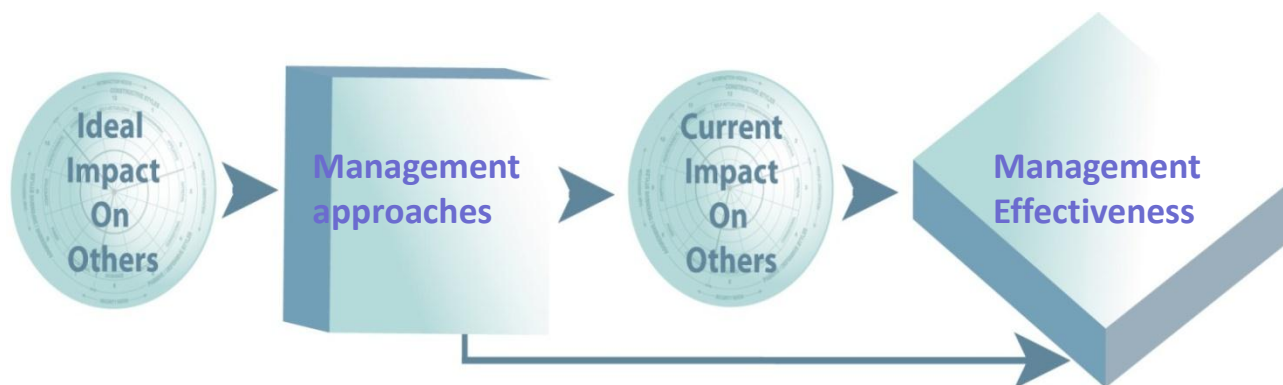 Ideal
Impact
On
Others
Management
approaches
Current
Impact
On
Others
Management
Effectiveness